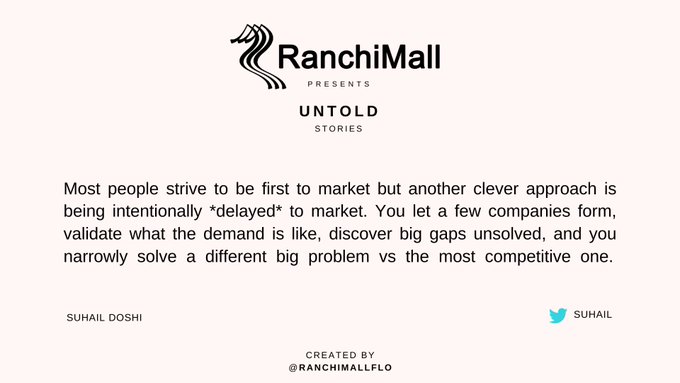 RanchiMall
PRESENTS
UNTOLD
STORIES
Most people strive to be first to market but another clever approach is
being intentionally *delayed* to market. You let a few companies form,
validate what the demand is like, discover big gaps unsolved, and you
narrowly solve a different big problem vs the most competitive one.
SUHAIL DOSHI
SUHAIL
CREATED BY
@RANCHIMALLFLO